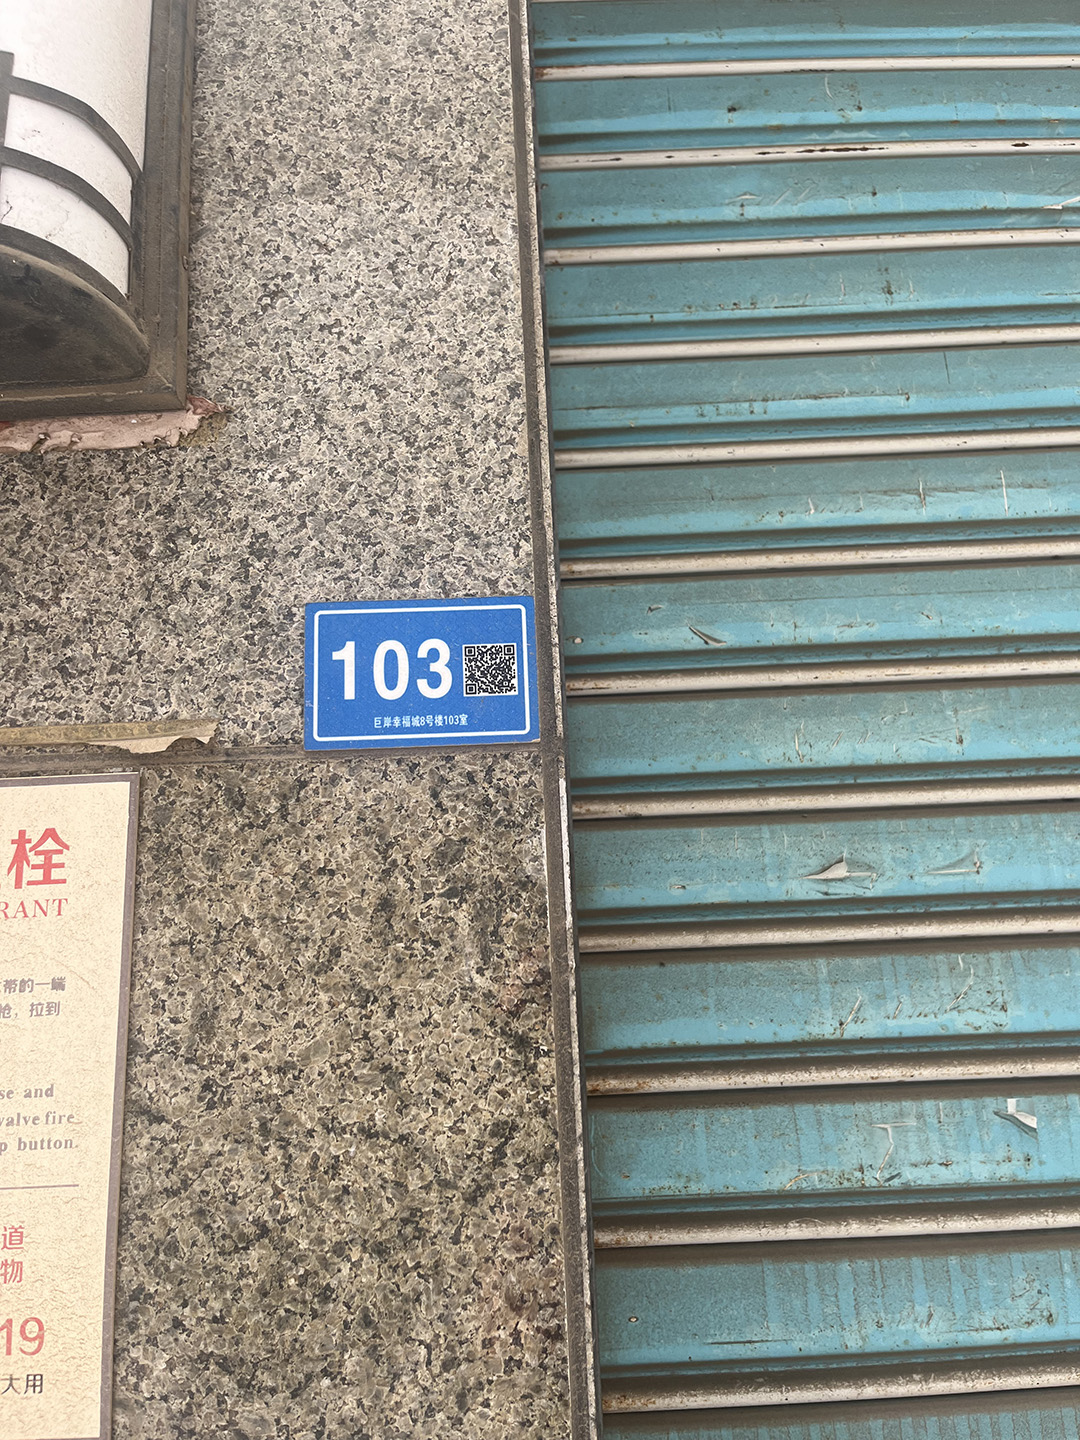 103
巨岸幸福城8号楼103室
栓
RANT
带的一端
枪，拉到
se and
valve fire
p button.
道
物
19
大用